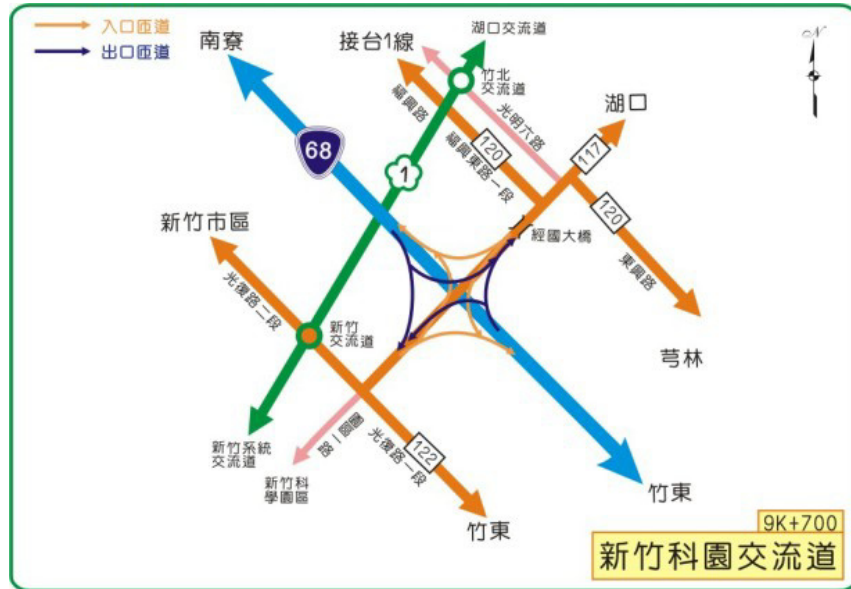 入口匝道
出口匝道
南寮
接台1線
湖口交流道
N
竹北
交流道
湖口
福興路
光明六路
68
120
117
福興東路一段
1
120
新竹市區
經國大橋
東興路
光復路二段
新竹
交流道
芎林
園區二路
新竹系統
交流道
122
光復路一段
新竹科
學園區
竹東
竹東
9K+700
新竹科園交流道